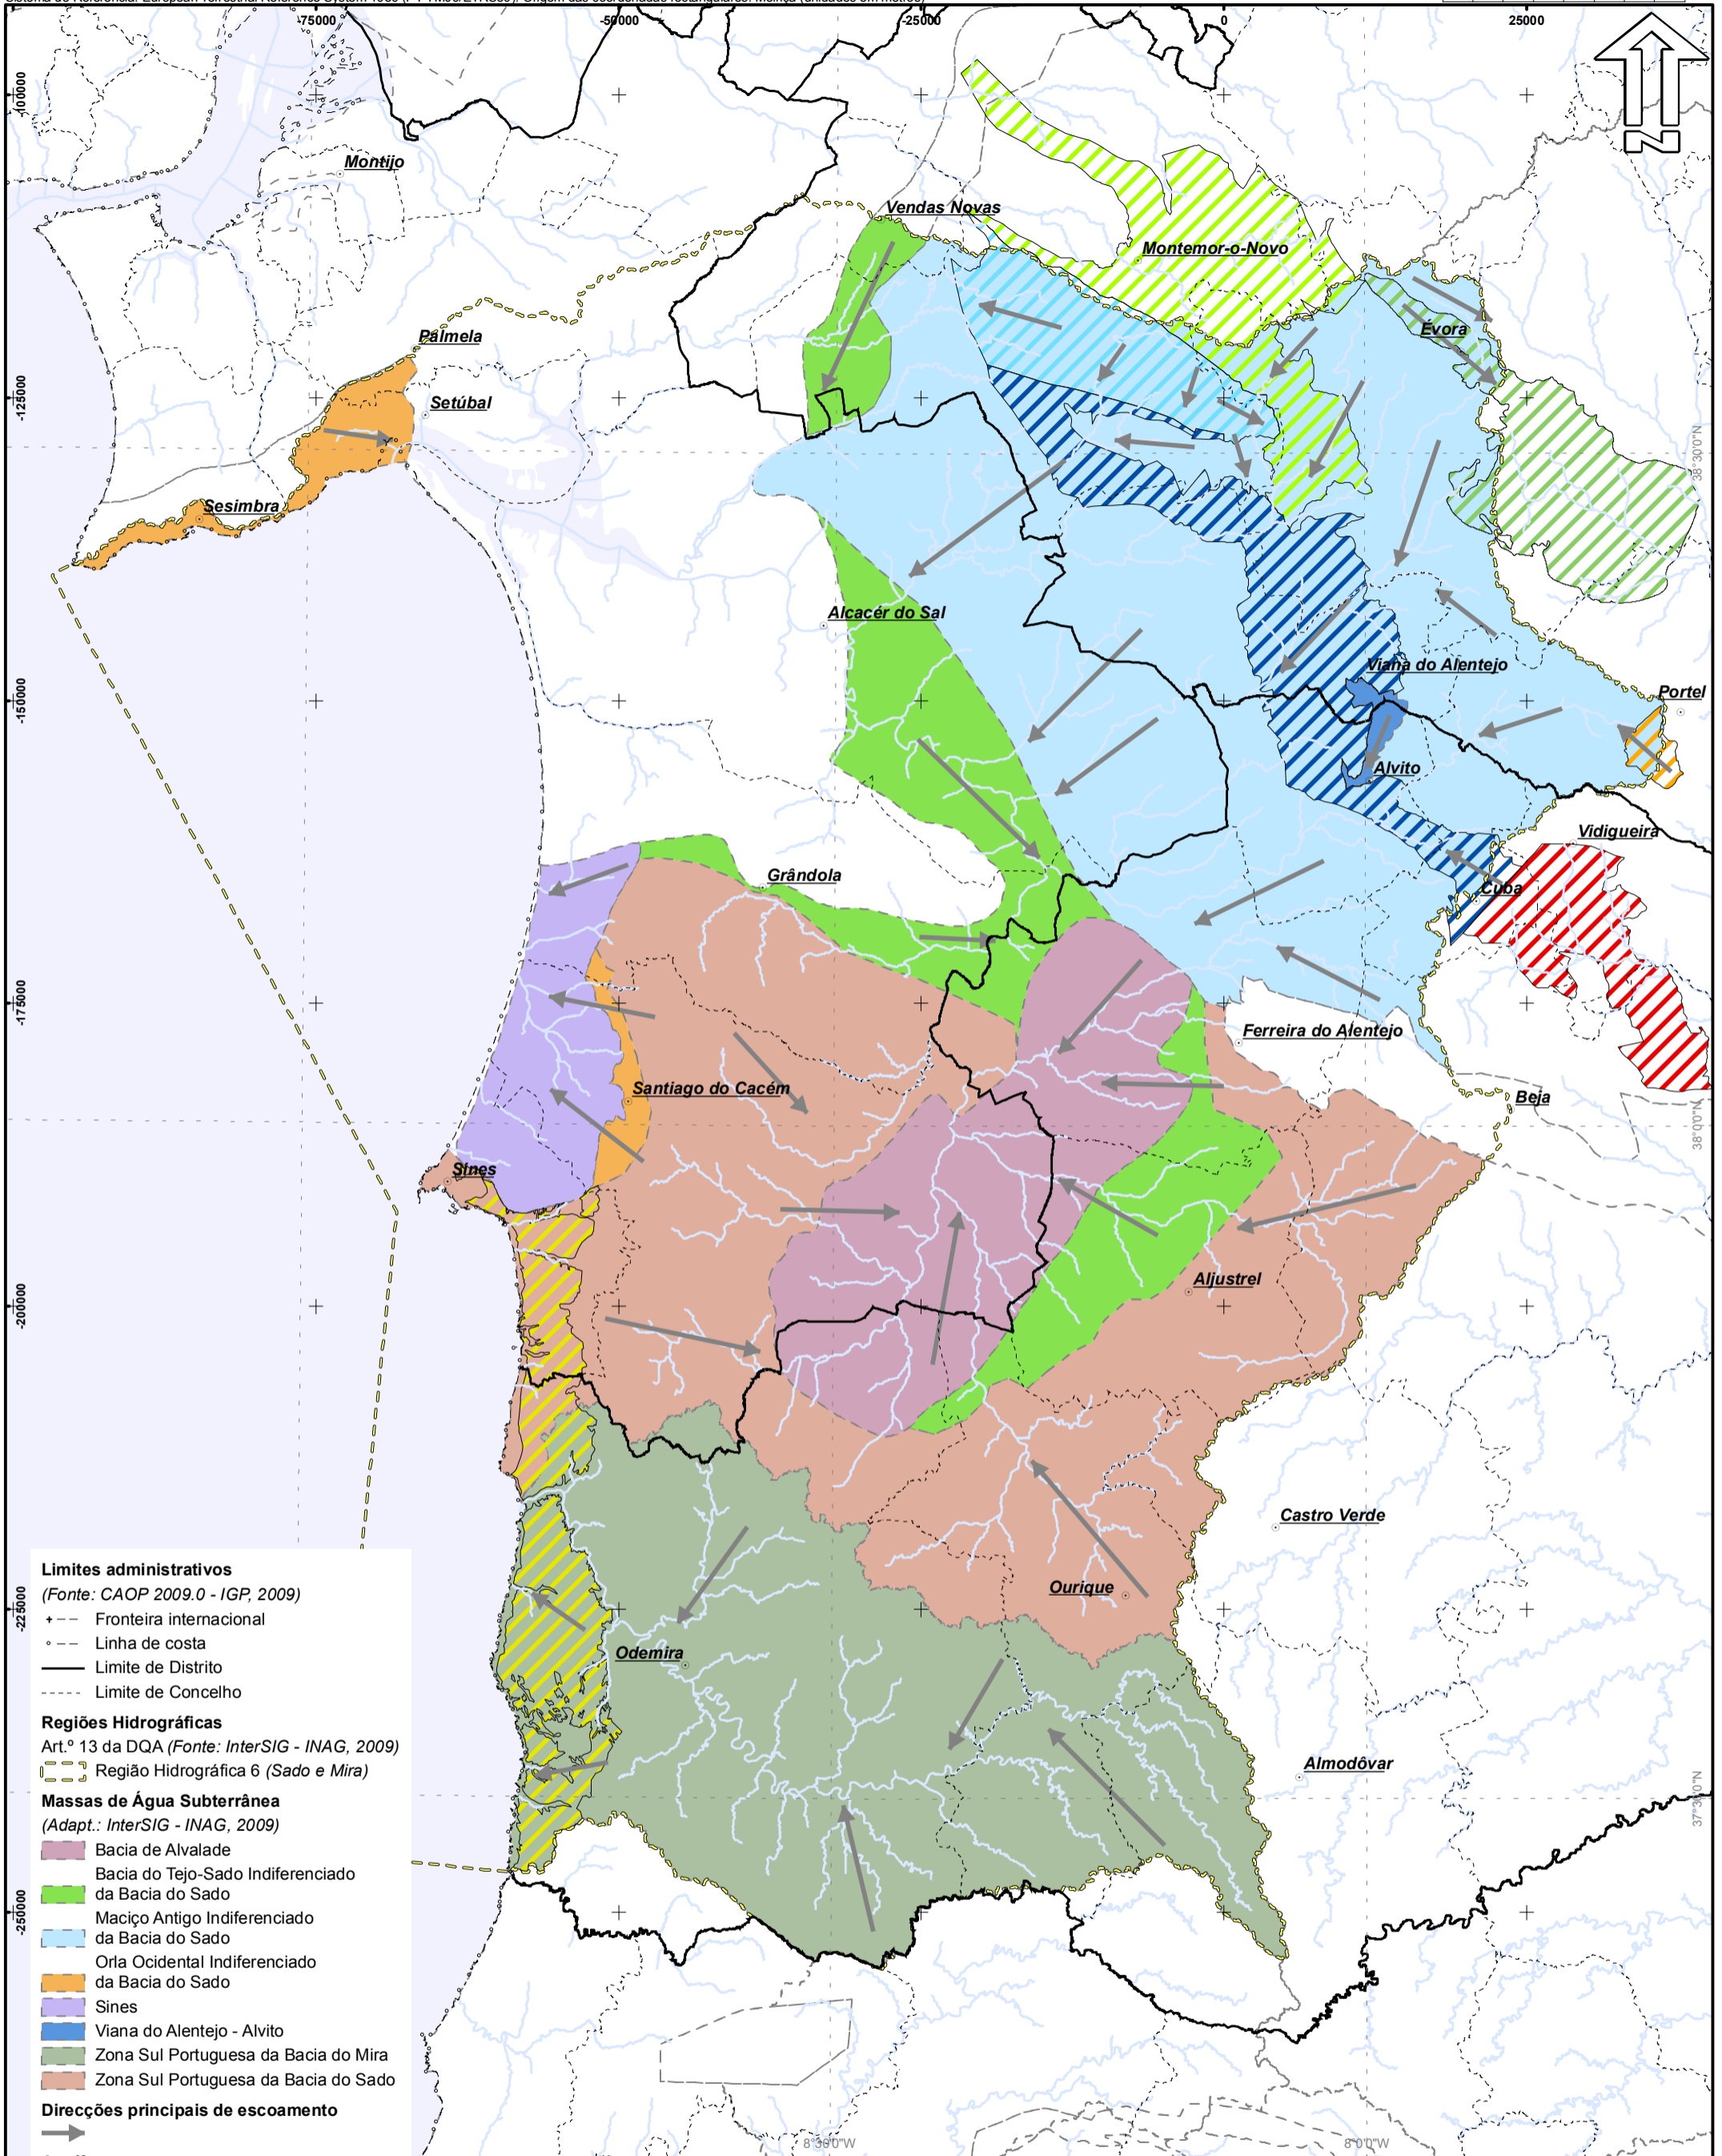 -75000
-50000
-25000
0
25000
-100000
-125000
-150000
-175000
-200000
-225000
-250000
N
Montijo
Vendas Novas
Montemor-o-Novo
Palmela
Évora
Setúbal
38°30'0"N
Sesimbra
Alcacér do Sal
Viana do Alentejo
Portel
Alvito
Vidigueira
Grândola
Cuba
Ferreira do Alentejo
Santiago do Cacém
Beja
38°0'0"N
Sines
Aljustrel
Castro Verde
Ourique
Odemira
Almodôvar
37°30'0"N
Limites administrativos
(Fonte: CAOP 2009.0 - IGP, 2009)
Fronteira internacional
Linha de costa
Limite de Distrito
Limite de Concelho
Regiões Hidrográficas
Art.º 13 da DQA (Fonte: InterSIG - INAG, 2009)
Região Hidrográfica 6 (Sado e Mira)
Massas de Água Subterrânea
(Adapt.: InterSIG - INAG, 2009)
Bacia de Alvalade
Bacia do Tejo-Sado Indiferenciado
da Bacia do Sado
Maciço Antigo Indiferenciado
da Bacia do Sado
Orla Ocidental Indiferenciado
da Bacia do Sado
Sines
Viana do Alentejo - Alvito
Zona Sul Portuguesa da Bacia do Mira
Zona Sul Portuguesa da Bacia do Sado
Direcções principais de escoamento
8°30'0"W
8°0'0"W